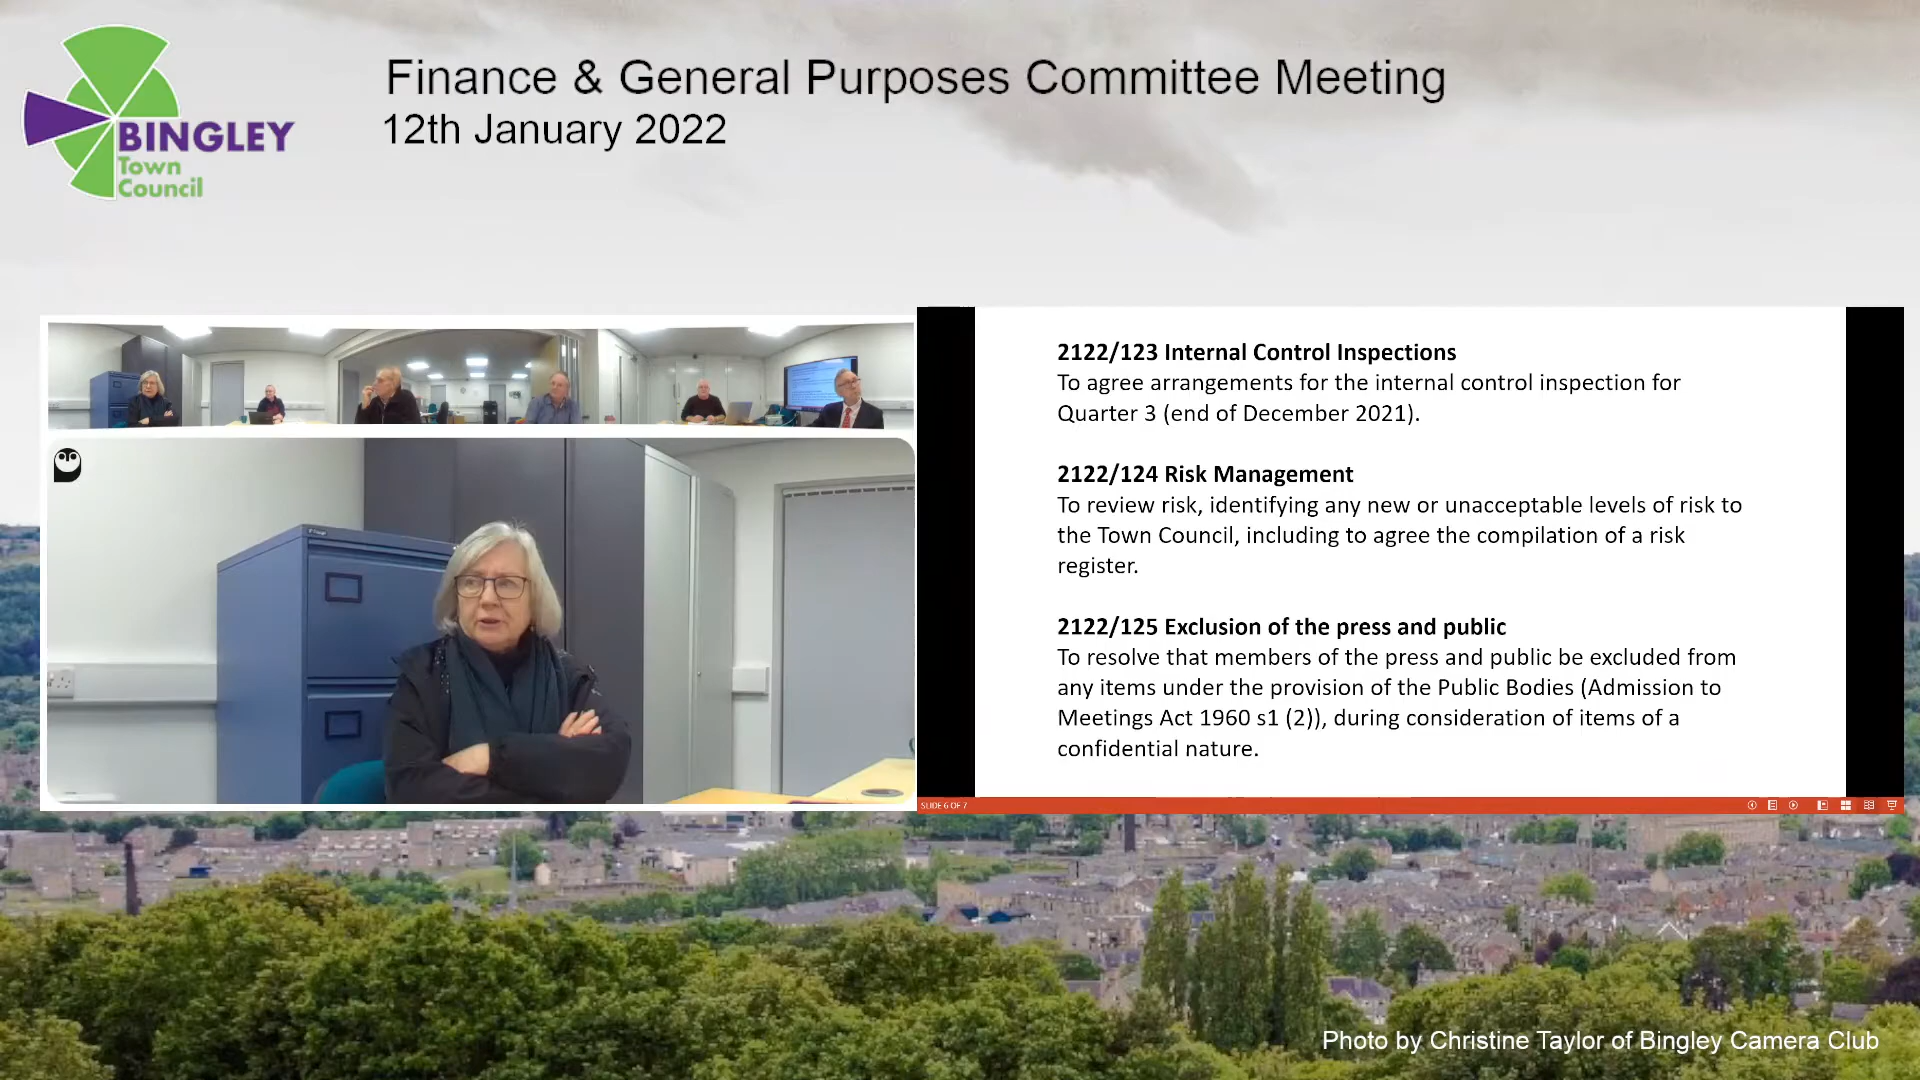 Finance & General Purposes Committee Meeting
12th January 2022
BINGLEY
Town
Council
2122/123 Internal Control Inspections
To agree arrangements for the internal control inspection for
Quarter 3 (end of December 2021).
2122/124 Risk Management
To review risk, identifying any new or unacceptable levels of risk to
the Town Council, including to agree the compilation of a risk
register.
2122/125 Exclusion of the press and public
To resolve that members of the press and public be excluded from
any items under the provision of the Public Bodies (Admission to
Meetings Act 1960 s1 (2)), during consideration of items of a
confidential nature.
SLIDE 6 OF 7
Photo by Christine Taylor of Bingley Camera Club